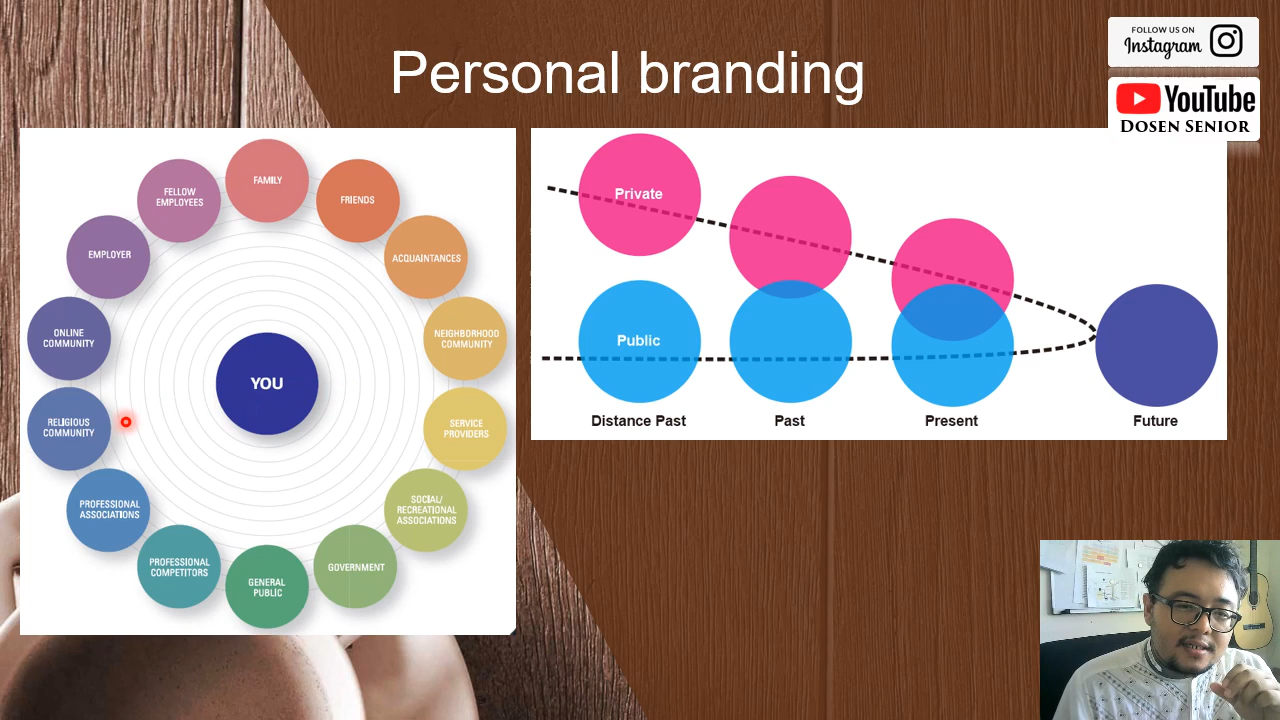 Personal branding
FOLLOW US ON
Instagram
YouTube
DOSEN SENIOR
FAMILY
FRIENDS
ACQUAINTANCES
NEIGHBORHOOD
COMMUNITY
SERVICE
PROVIDERS
SOCIAL/
RECREATIONAL
ASSOCIATIONS
GOVERNMENT
GENERAL
PUBLIC
PROFESSIONAL
COMPETITORS
PROFESSIONAL
ASSOCIATIONS
RELIGIOUS
COMMUNITY
ONLINE
COMMUNITY
EMPLOYER
FELLOW
EMPLOYEES
YOU
Private
Public
Distance Past
Past
Present
Future